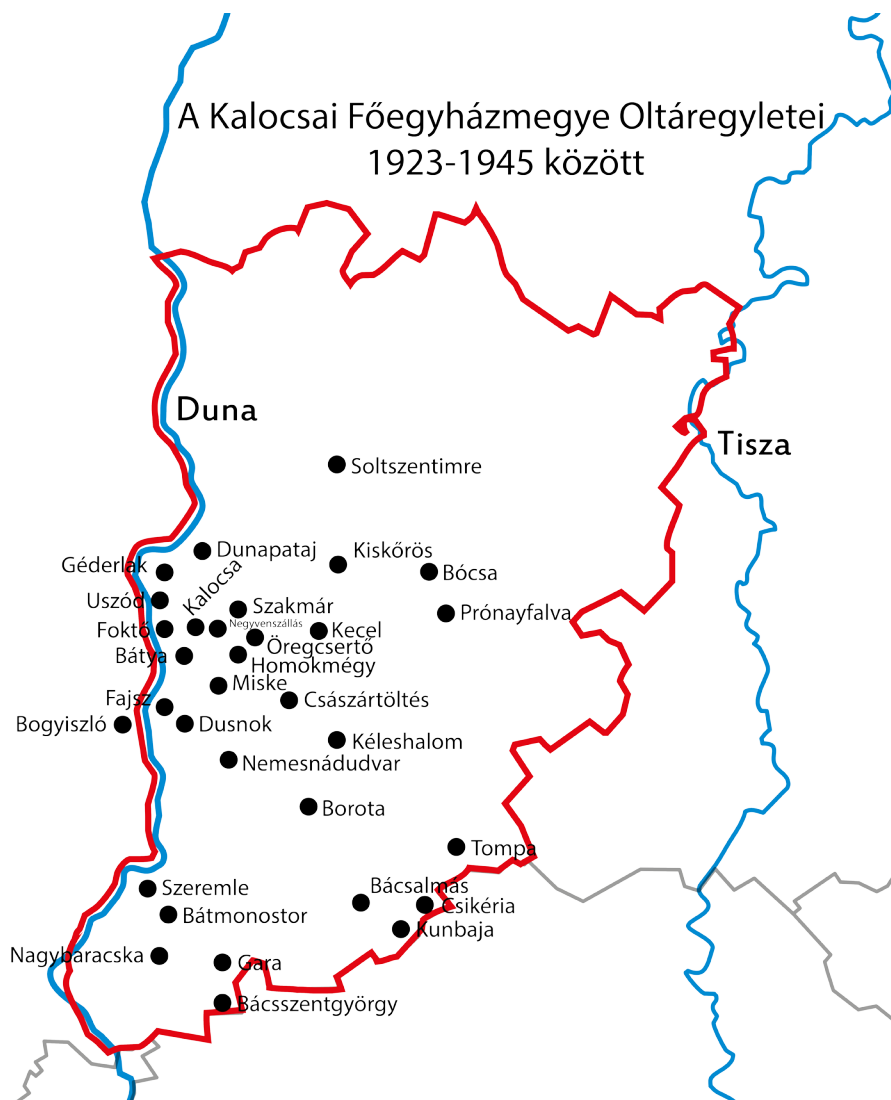 A Kalocsai Főegyházmegye Oltáregyletei
1923-1945 között
Duna
Tisza
Soltszentimre
Dunapataj
Kiskőrös
Géderlak
Bócsa
Kalocsa
Uszód
Szakmár
Prónayfalva
Negyvenszállás
Foktő
Kecel
Öregcsertő
Bátya
Homokmégy
Miske
Fajsz
Császártöltés
Bogyiszló
Dusnok
Kéleshalom
Nemesnádudvar
Borota
Tompa
Szeremle
Bácsalmás
Csikéria
Bátmonostor
Kunbaja
Nagybaracska
Gara
Bácsszentgyörgy